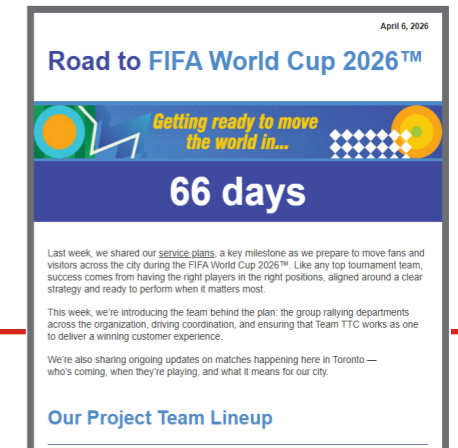 April 6, 2026
Road to FIFA World Cup 2026™
Getting ready to move
the world in...
66 days
Last week, we shared our service plans, a key milestone as we prepare to move fans and
visitors across the city during the FIFA World Cup 2026™. Like any top tournament team,
success comes from having the right players in the right positions, aligned around a clear
strategy and ready to perform when it matters most.
This week, we're introducing the team behind the plan: the group rallying departments
across the organization, driving coordination, and ensuring that Team TTC works as one
to deliver a winning customer experience.
We're also sharing ongoing updates on matches happening here in Toronto —
who's coming, when they're playing, and what it means for our city.
Our Project Team Lineup